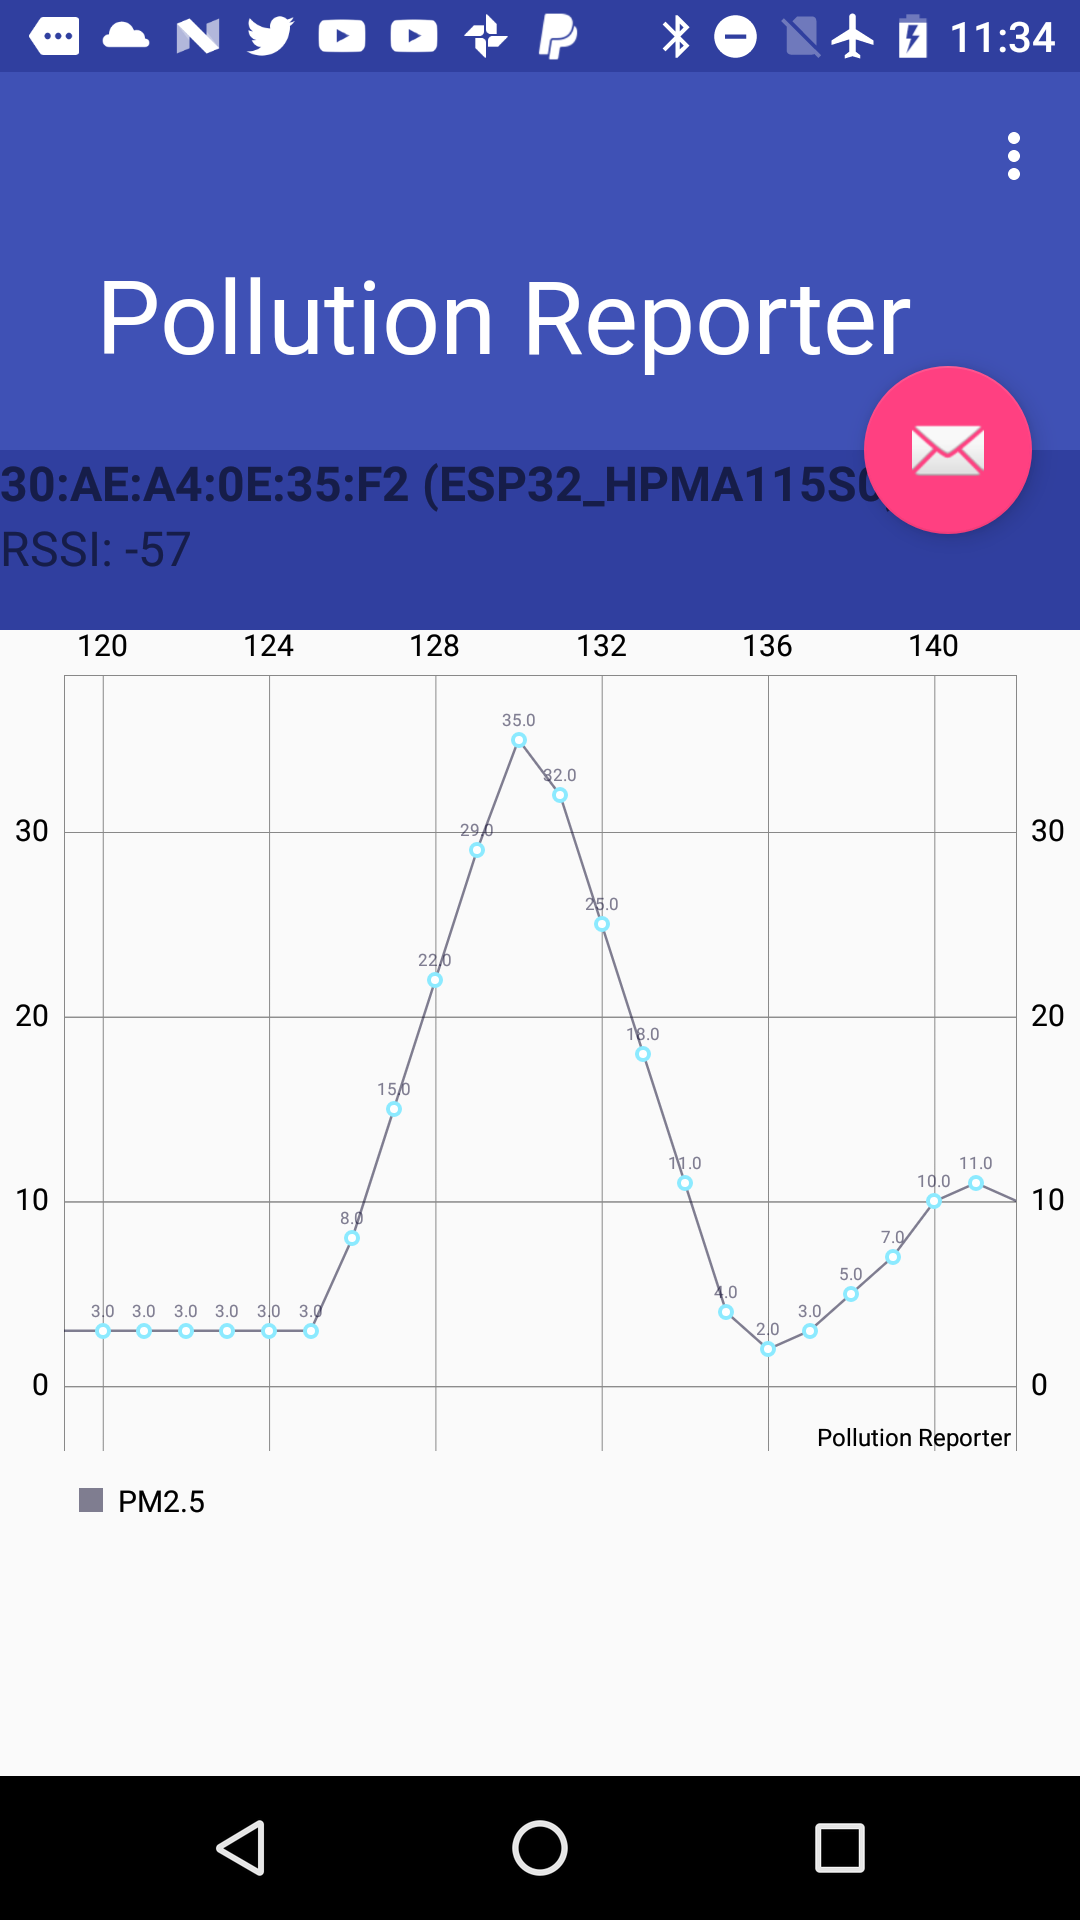 11:34
Pollution Reporter
30:AE:A4:0E:35:F2 (ESP32_HPMA115S0
RSSI: -57
120 124 128 132 136 140
35.0
32.0
30 29.0 30
25.0
22.0
20 20
18.0
15.0
11.0 11.0
10 10.0 10
8.0
7.0
5.0
3.0 3.0 3.0 3.0 3.0 3.0 4.0 3.0
2.0
0 0
Pollution Reporter
PM2.5